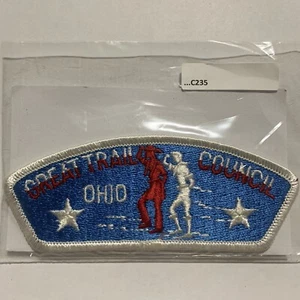 ...C235
GREAT TRAIL COUNCIL
OHIO